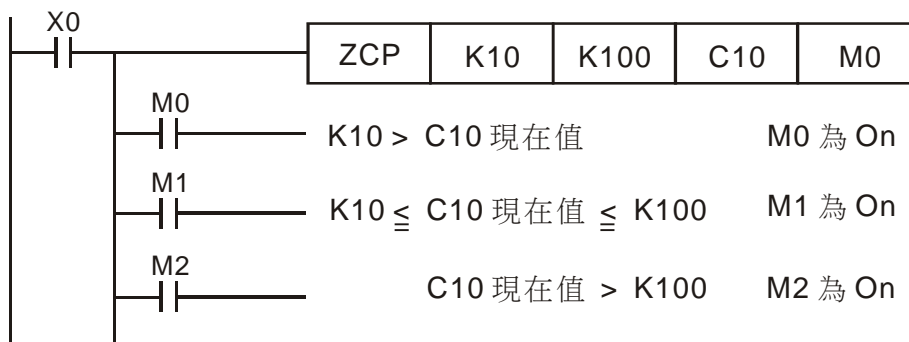 X0
ZCP K10 K100 C10 M0
M0
K10 > C10 現在值 M0 為 On
M1
K10 ≦ C10 現在值 ≦ K100 M1 為 On
M2
C10 現在值 > K100 M2 為 On